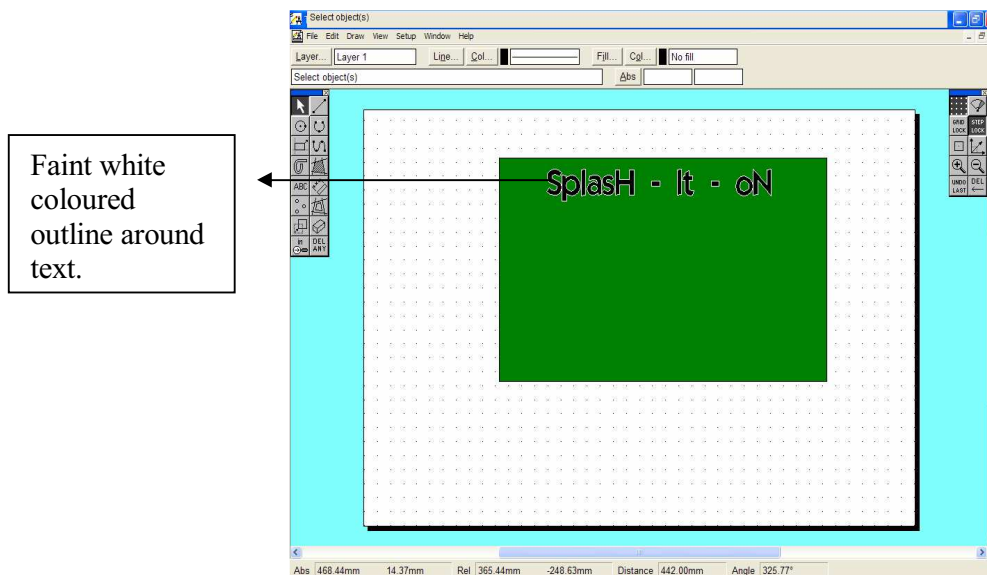 Select object(s)
File Edit Draw View Setup Window Help
Layer... Layer 1 Line... Col... Fill... Col... No fill
Select object(s) Abs
GRID LOCK STEP LOCK
Faint white
coloured
outline around
text.
SplasH - It - oN
ABC
UNDO LAST DEL
DEL ANY
Abs 468.44mm 14.37mm Rel 365.44mm -248.63mm Distance 442.00mm Angle 325.77°